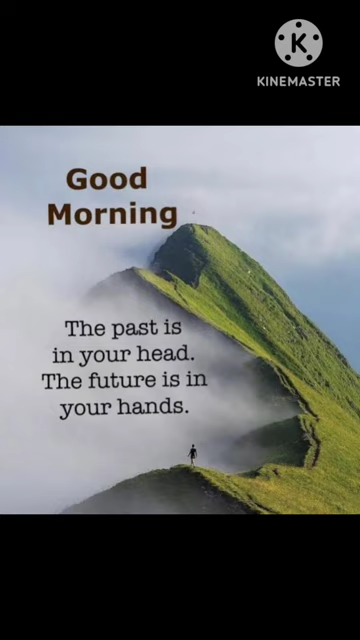 KINEMASTER
Good
Morning
The past is
in your head.
The future is in
your hands.